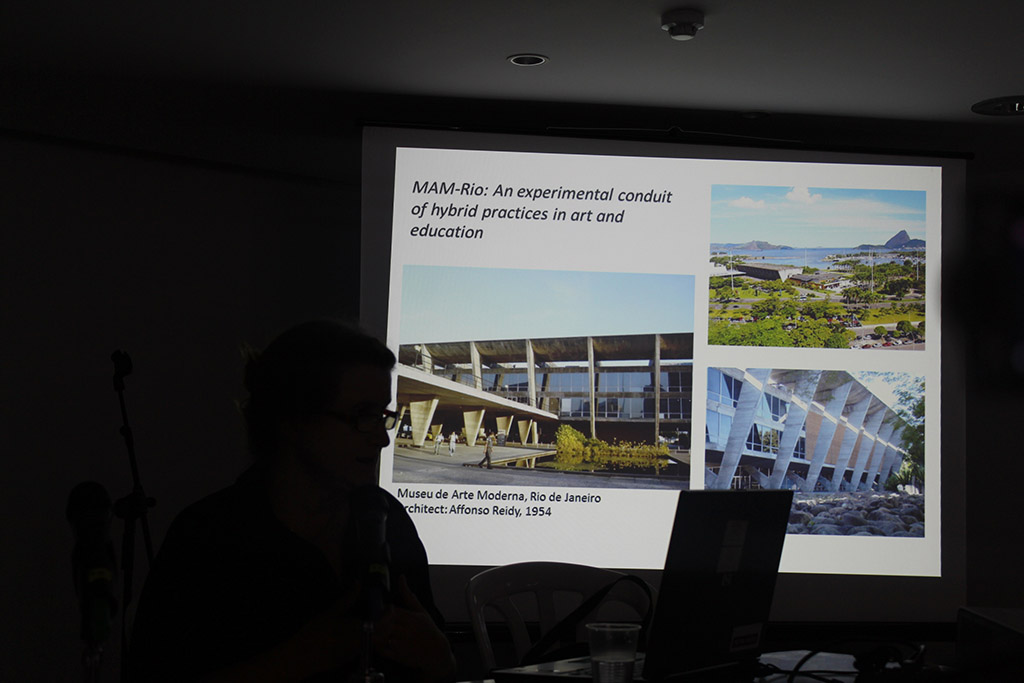 MAM-Rio: An experimental conduit
of hybrid practices in art and
education
Museu de Arte Moderna, Rio de Janeiro
rchitect: Affonso Reidy, 1954